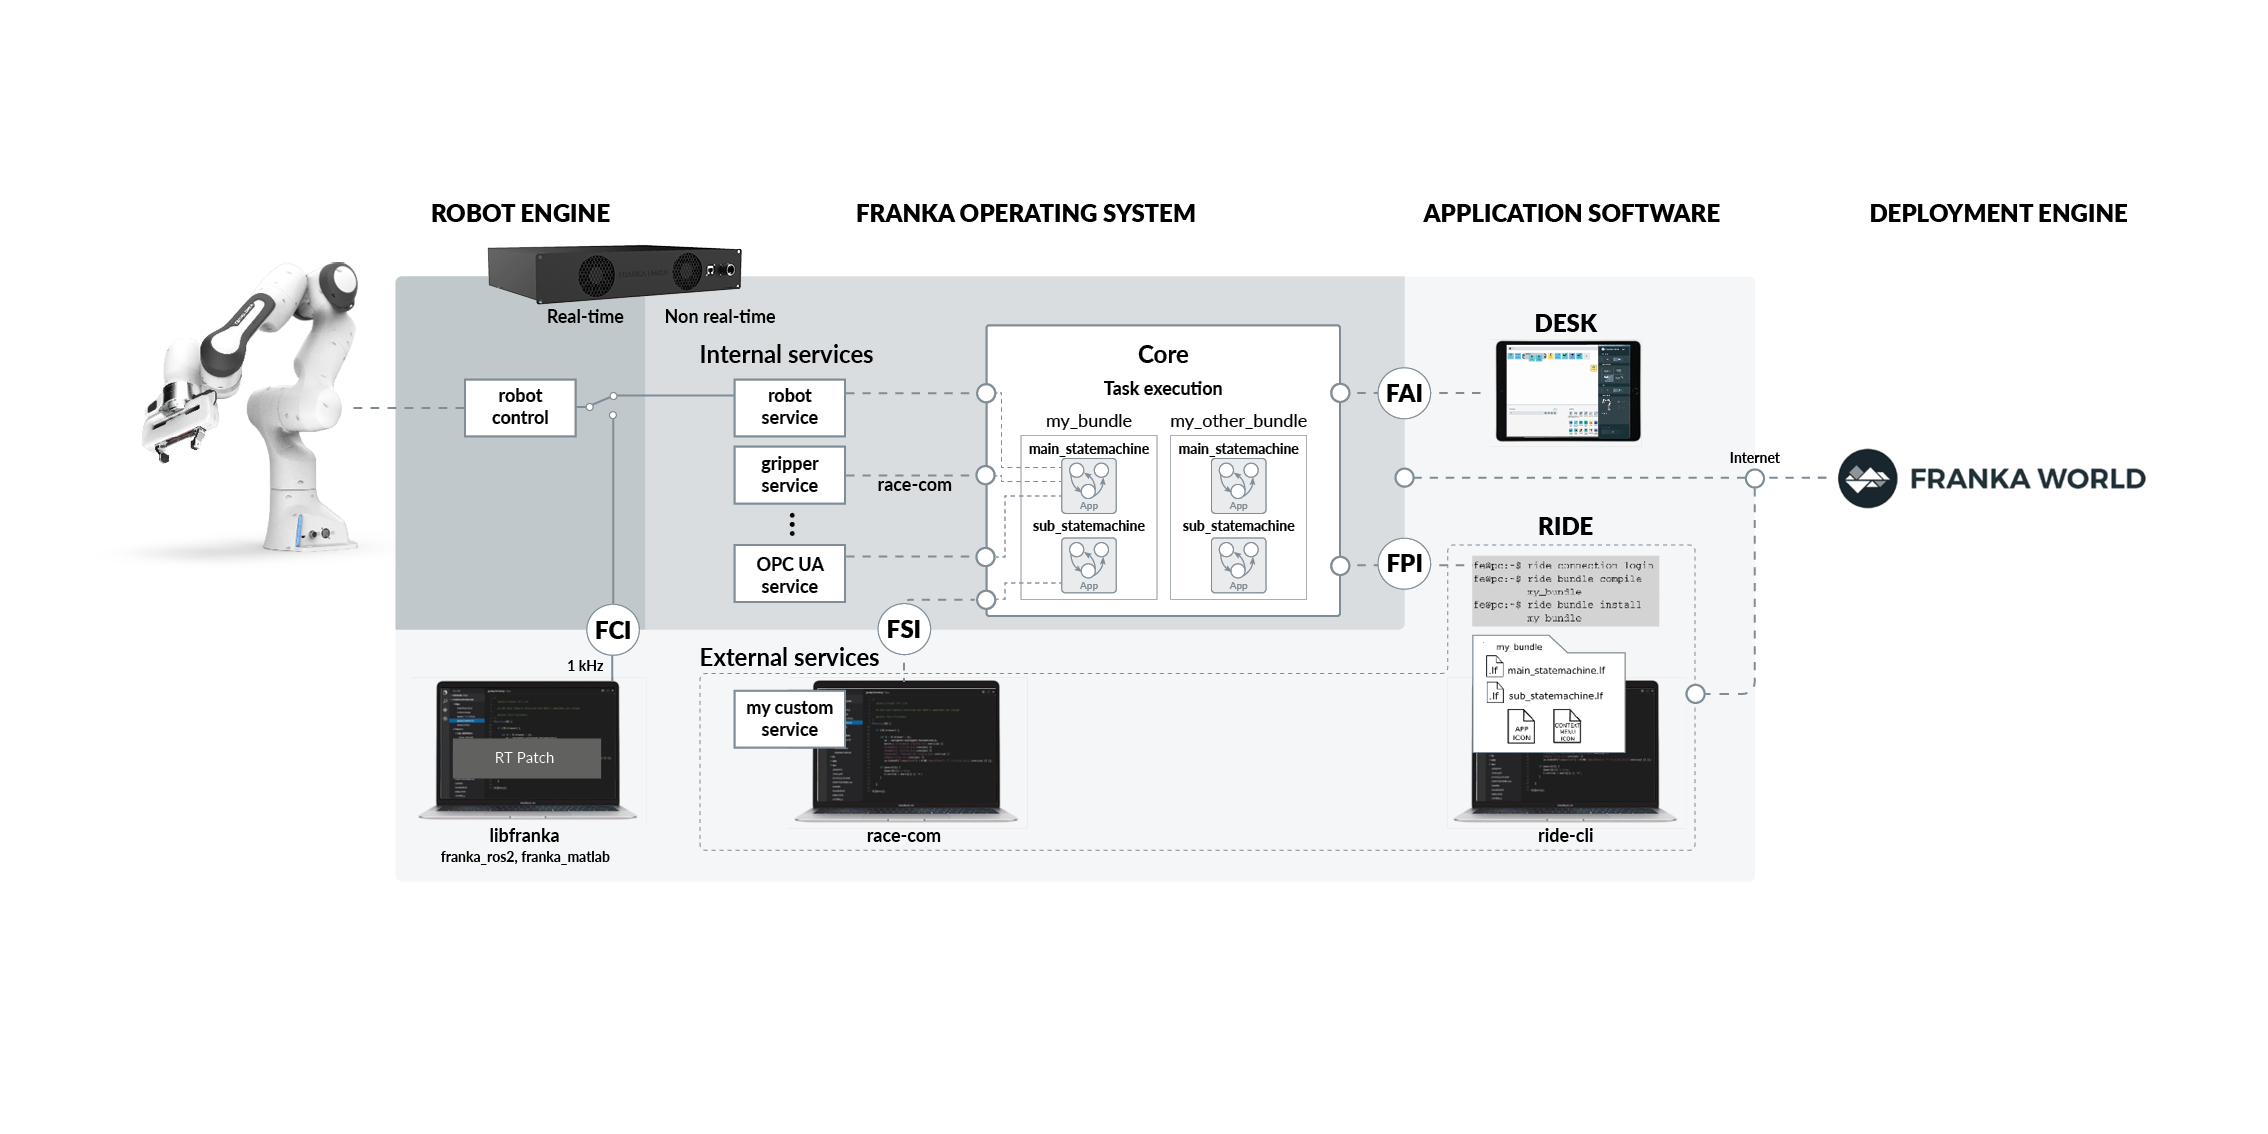 ROBOT ENGINE
FRANKA OPERATING SYSTEM
APPLICATION SOFTWARE
DEPLOYMENT ENGINE
Real-time
Non real-time
Internal services
robot
control
robot
service
gripper
service
OPC UA
service
race-com
Core
Task execution
my_bundle
my_other_bundle
main_statemachine
main_statemachine
App
App
sub_statemachine
sub_statemachine
App
App
FAI
FPI
FCI
FSI
DESK
Internet
FRANKA WORLD
RIDE
fe@pc:~$ ride connection login
fe@pc:~$ ride bundle compile
my_bundle
fe@pc:~$ ride bundle install
my bundle
my_bundle
.lf main_statemachine.lf
.lf sub_statemachine.lf
APP
ICON
CONTEXT
MENU
ICON
1 kHz
External services
my custom
service
RT Patch
libfranka
franka_ros2, franka_matlab
race-com
ride-cli